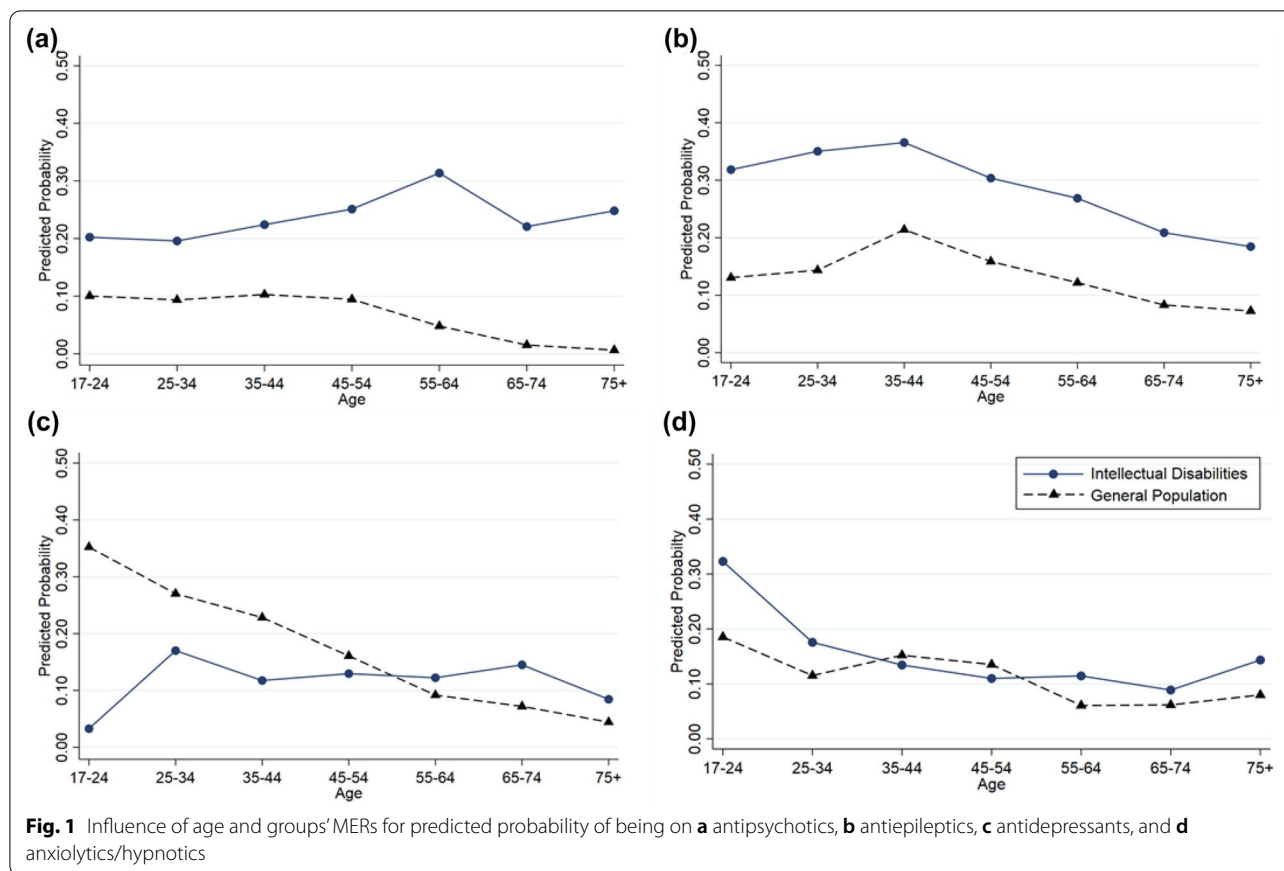 (a)
Predicted Probability
0.50
0.40
0.30
0.20
0.10
0.00
17-24 25-34 35-44 45-54 55-64 65-74 75+
Age
(b)
Predicted Probability
0.50
0.40
0.30
0.20
0.10
0.00
17-24 25-34 35-44 45-54 55-64 65-74 75+
Age
(c)
Predicted Probability
0.50
0.40
0.30
0.20
0.10
0.00
17-24 25-34 35-44 45-54 55-64 65-74 75+
Age
(d)
Predicted Probability
0.50
0.40
0.30
0.20
0.10
0.00
Intellectual Disabilities
General Population
17-24 25-34 35-44 45-54 55-64 65-74 75+
Age
Fig. 1 Influence of age and groups' MERs for predicted probability of being on a antipsychotics, b antiepileptics, c antidepressants, and d
anxiolytics/hypnotics